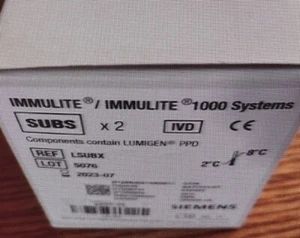 IMMULITE® / IMMULITE® 1000 Systems
SUBS x 2 IVD CE
Components contain LUMIGEN® PPD
REF LSUBX
LOT 5076
2°C 8°C
2023-07
SIEMENS